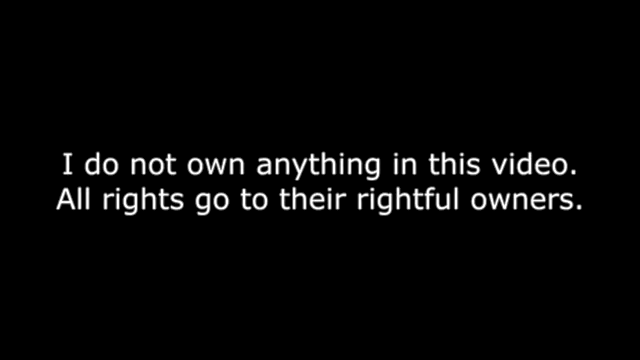 I do not own anything in this video.
All rights go to their rightful owners.